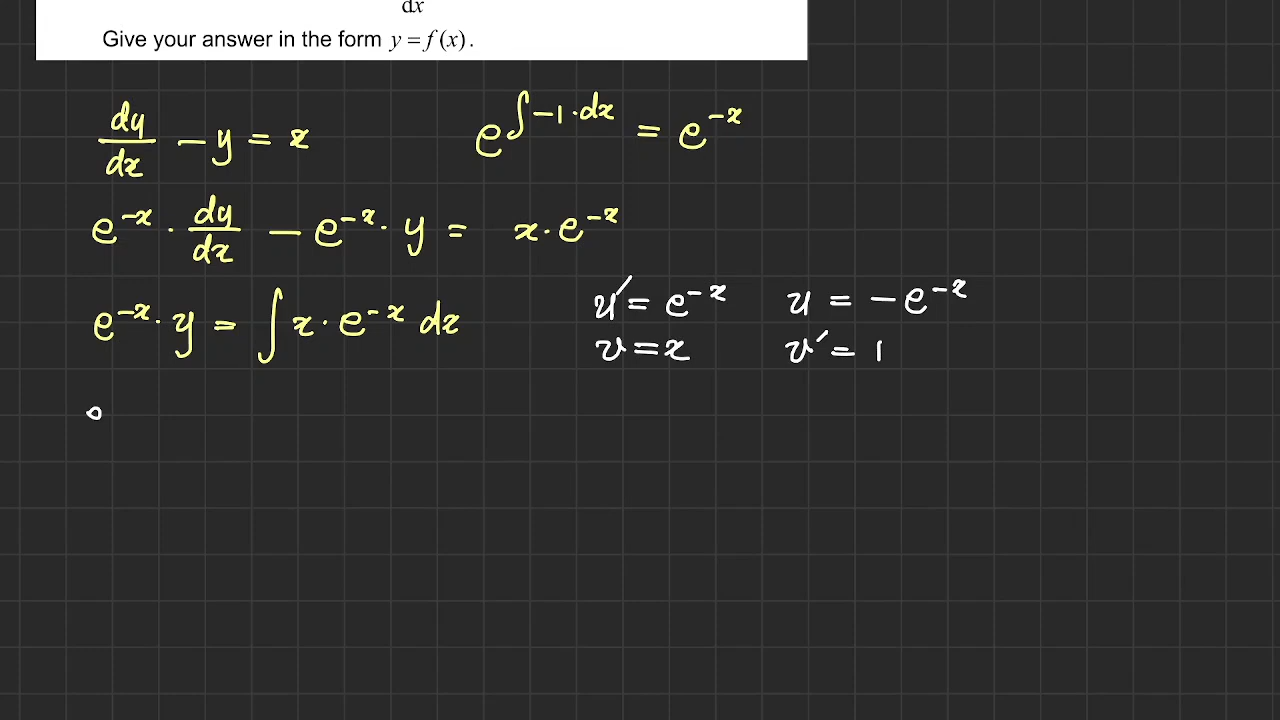 dx
Give your answer in the form y = f(x).
dy/dx − y = x
e^{∫ −1·dx} = e^{−x}
e^{−x} · dy/dx − e^{−x} · y = x · e^{−x}
e^{−x} · y = ∫ x · e^{−x} dx
u′ = e^{−x} u = −e^{−x}
v = x v′ = 1